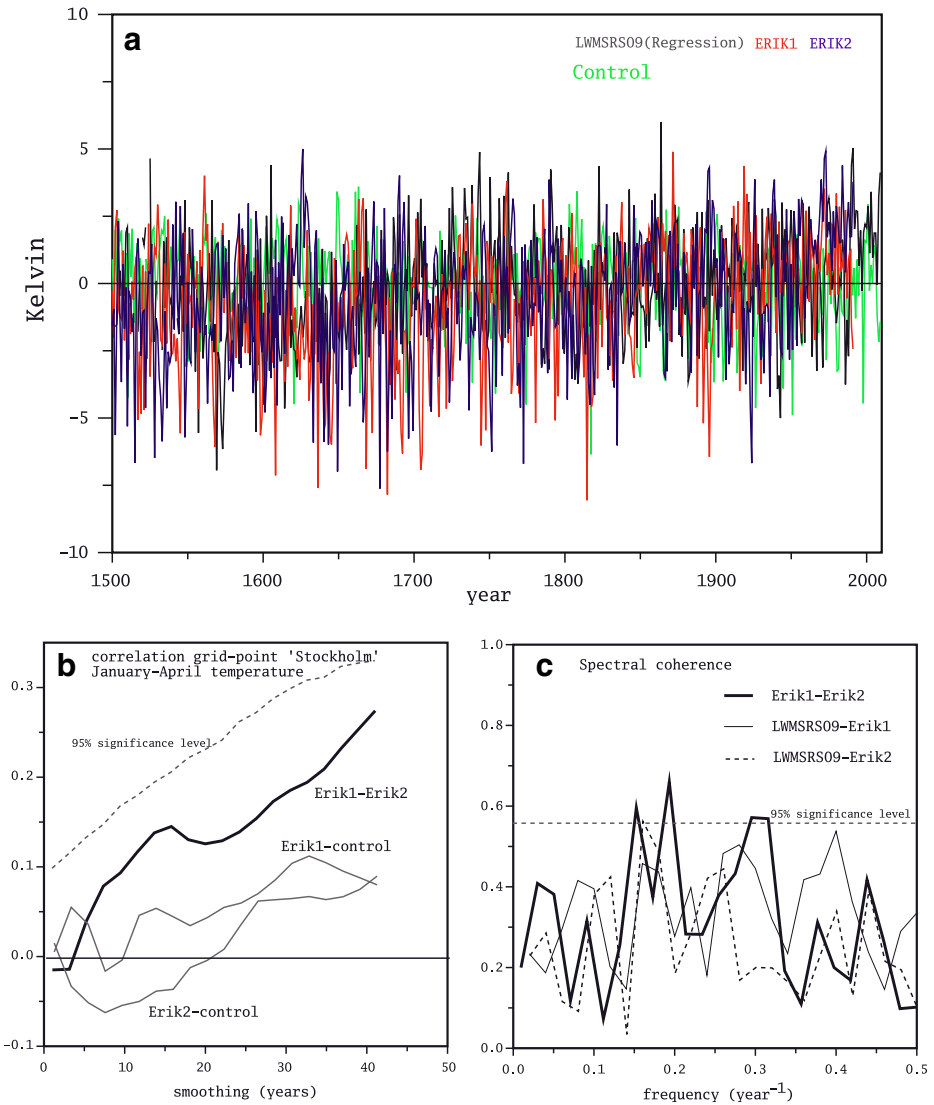 a
LWMSRS09(Regression) ERIK1 ERIK2
Control
Kelvin
10
5
0
-5
-10
1500 1600 1700 1800 1900 2000
year
b
correlation grid-point 'Stockholm'
January-April temperature
95% significance level
Erik1-Erik2
Erik1-control
Erik2-control
0.3
0.2
0.1
0.0
-0.1
0 10 20 30 40 50
smoothing (years)
c
Spectral coherence
Erik1-Erik2
LWMSRS09-Erik1
LWMSRS09-Erik2
95% significance level
1.0
0.8
0.6
0.4
0.2
0.0
0.0 0.1 0.2 0.3 0.4 0.5
frequency (year⁻¹)